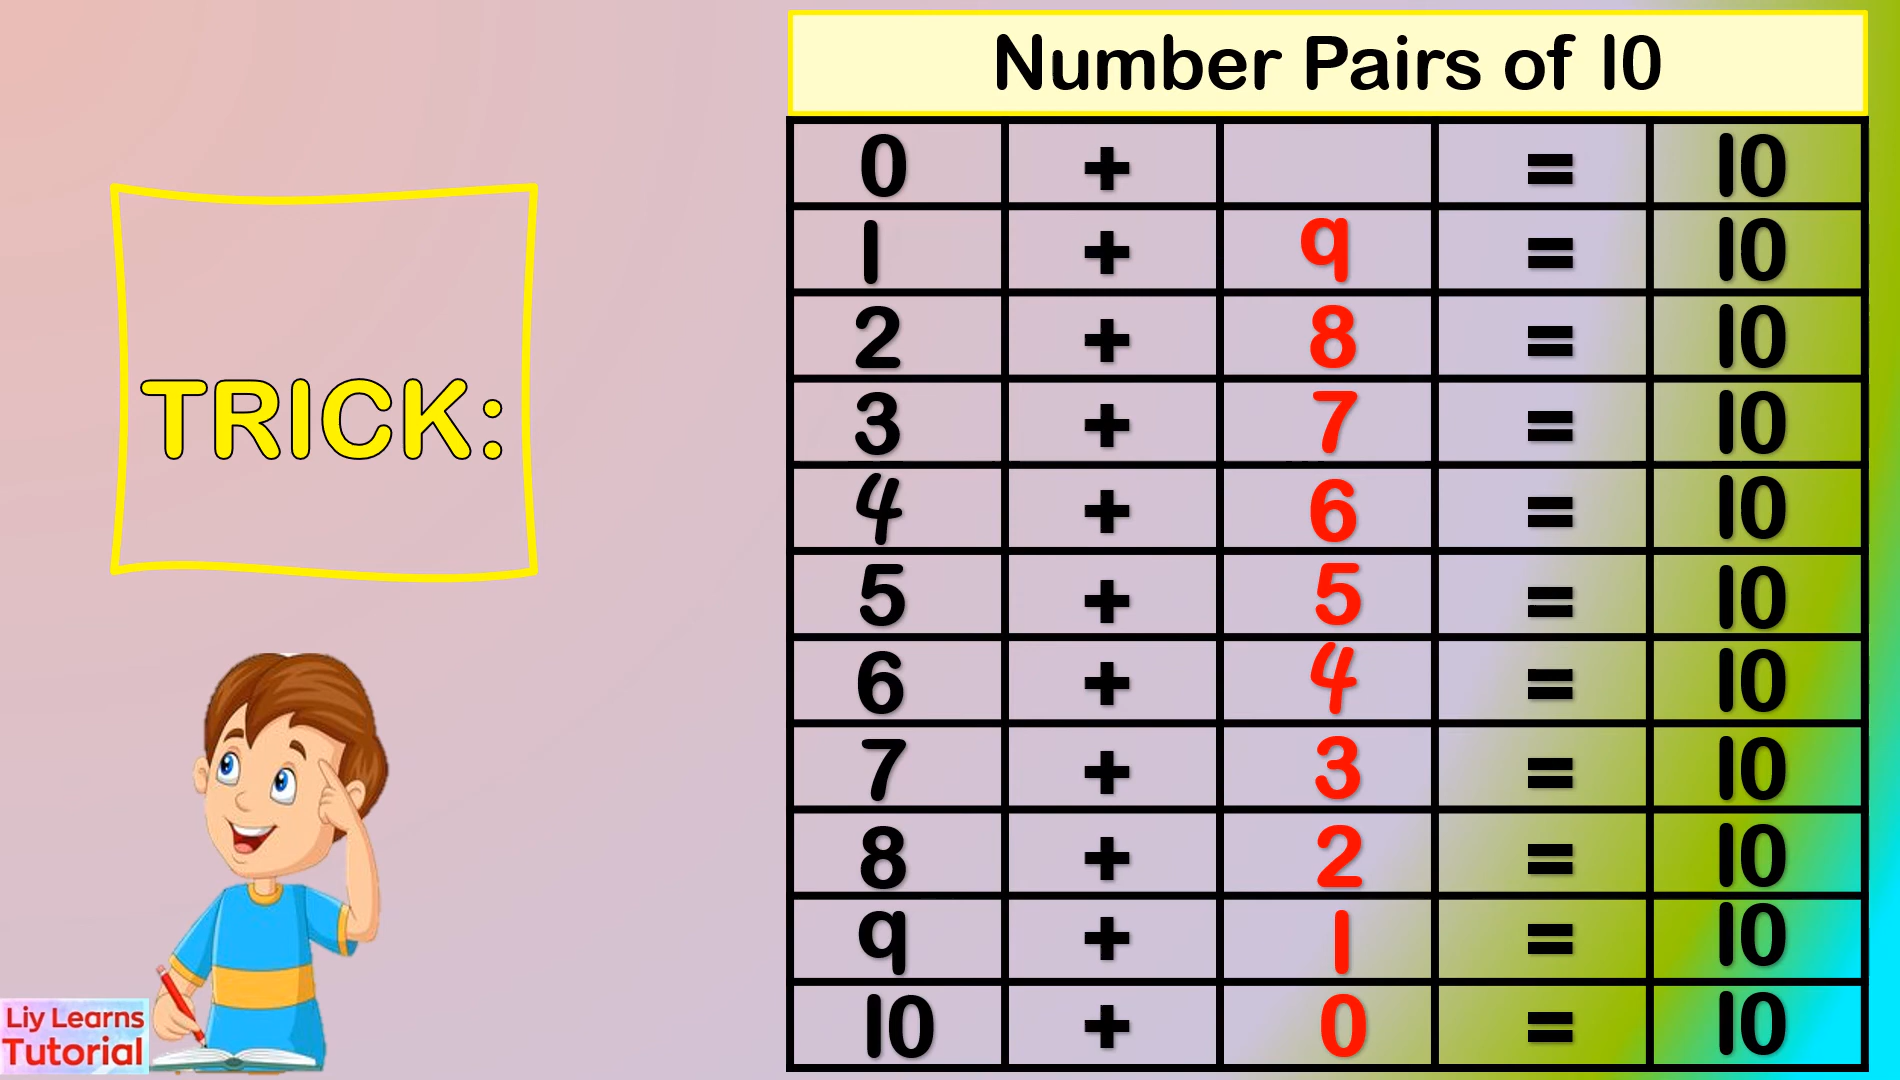 Number Pairs of 10
0 + = 10
1 + 9 = 10
2 + 8 = 10
3 + 7 = 10
4 + 6 = 10
5 + 5 = 10
6 + 4 = 10
7 + 3 = 10
8 + 2 = 10
9 + 1 = 10
10 + 0 = 10
TRICK:
Liy Learns
Tutorial